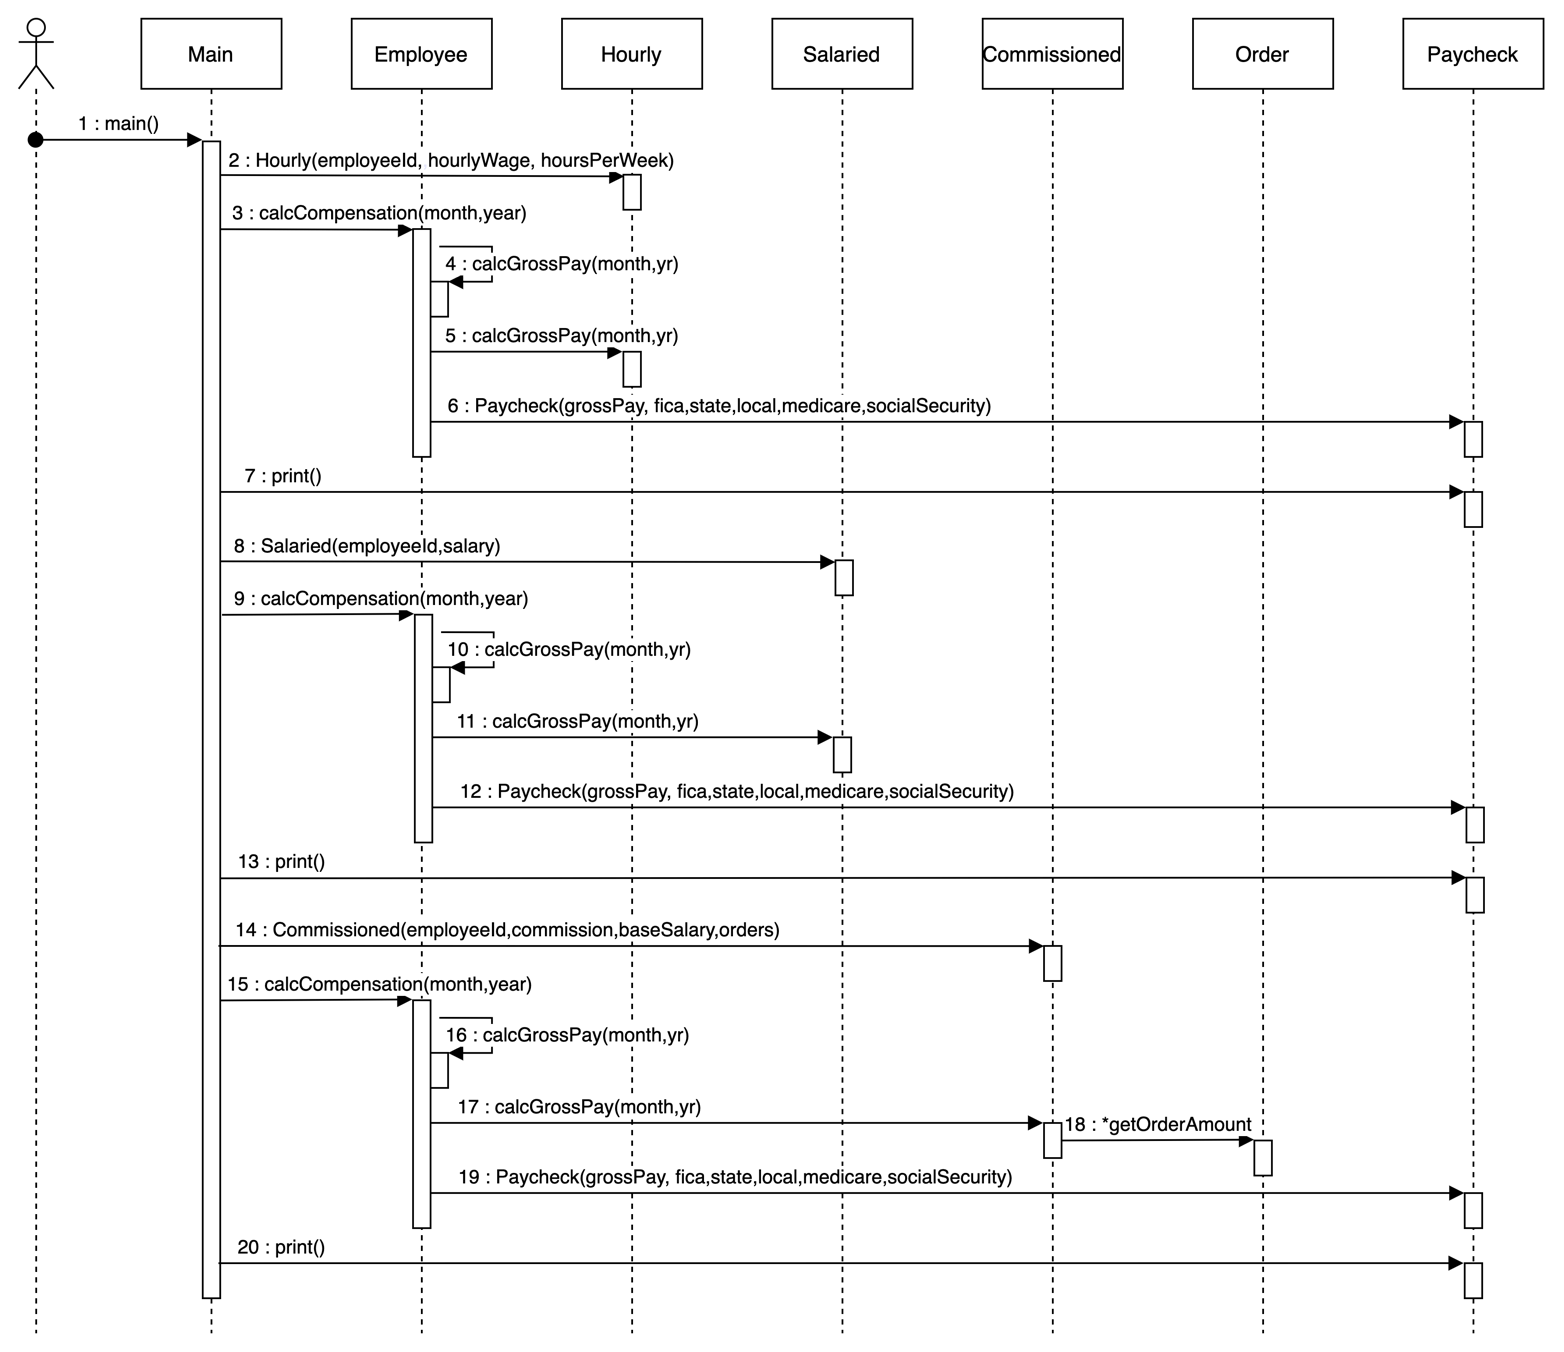 Main
Employee
Hourly
Salaried
Commissioned
Order
Paycheck
1 : main()
2 : Hourly(employeeId, hourlyWage, hoursPerWeek)
3 : calcCompensation(month,year)
4 : calcGrossPay(month,yr)
5 : calcGrossPay(month,yr)
6 : Paycheck(grossPay, fica,state,local,medicare,socialSecurity)
7 : print()
8 : Salaried(employeeId,salary)
9 : calcCompensation(month,year)
10 : calcGrossPay(month,yr)
11 : calcGrossPay(month,yr)
12 : Paycheck(grossPay, fica,state,local,medicare,socialSecurity)
13 : print()
14 : Commissioned(employeeId,commission,baseSalary,orders)
15 : calcCompensation(month,year)
16 : calcGrossPay(month,yr)
17 : calcGrossPay(month,yr)
18 : *getOrderAmount
19 : Paycheck(grossPay, fica,state,local,medicare,socialSecurity)
20 : print()